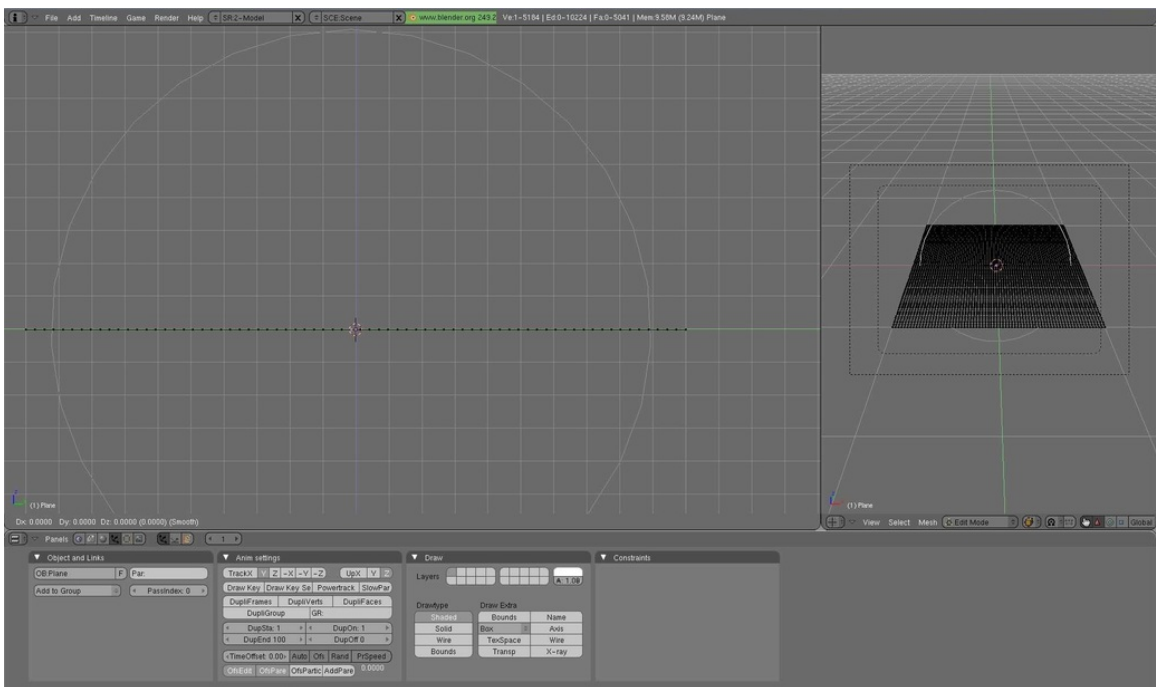 File Add Timeline Game Render Help SR:2-Model X SCE:Scene X www.blender.org 249.2 Ve:1-5184 | Ed:0-10224 | Fa:0-5041 | Mem:9.56M (9.24M) Plane
(1) Plane
(1) Plane
Dx: 0.0000 Dy: 0.0000 Dz: 0.0000 (0.0000) (Smooth)
View Select Mesh Edit Mode Global
Panels 1
Object and Links
OB:Plane F Par:
Add to Group PassIndex: 0
Anim settings
TrackX Y Z -X -Y -Z UpX Y Z
Draw Key Draw Key Se Powertrack SlowPar
DupliFrames DupliVerts DupliFaces
DupliGroup GR:
DupSta: 1 DupOn: 1
DupEnd 100 DupOff 0
TimeOffset: 0.00 Auto Ofs Rand PrSpeed
OfsEdit OfsPare OfsPartic AddPare 0.0000
Draw
Layers
A: 1.09
Drawtype Draw Extra
Shaded Bounds Name
Solid Box Axis
Wire TexSpace Wire
Bounds Transp X-ray
Constraints